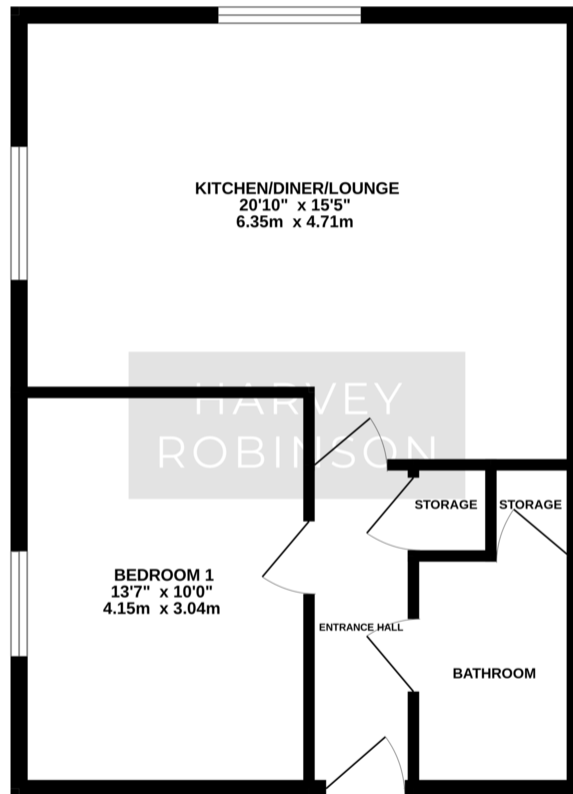 KITCHEN/DINER/LOUNGE
20'10" x 15'5"
6.35m x 4.71m
HARVEY
ROBINSON
STORAGE
STORAGE
BEDROOM 1
13'7" x 10'0"
4.15m x 3.04m
ENTRANCE HALL
BATHROOM